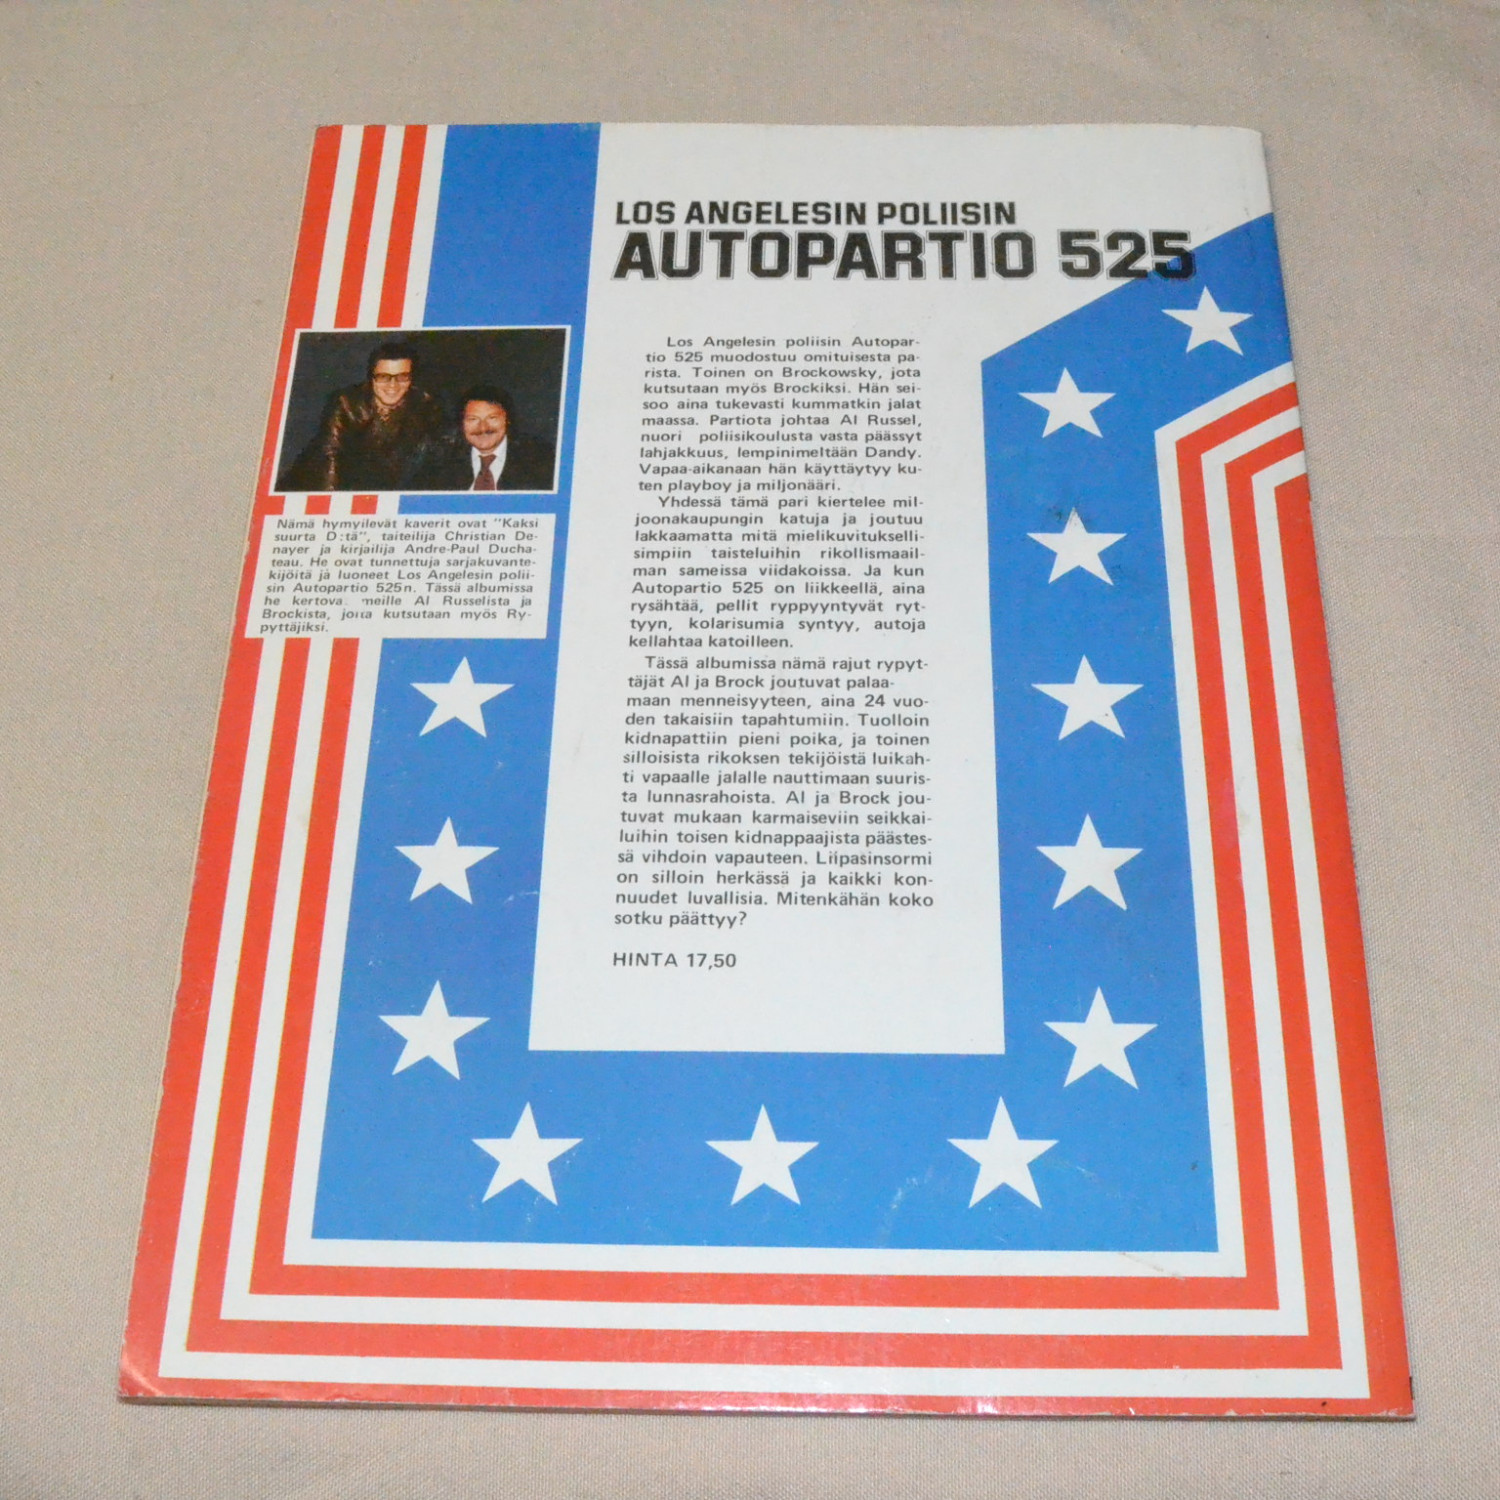 LOS ANGELESIN POLIISIN
AUTOPARTIO 525
Los Angelesin poliisin Autopar-
tio 525 muodostuu omituisesta pa-
rista. Toinen on Brockowsky, jota
kutsutaan myös Brockiksi. Hän sei-
soo aina tukevasti kummatkin jalat
maassa. Partiota johtaa Al Russel,
nuori poliisikoulusta vasta päässyt
lahjakkuus, lempinimeltään Dandy.
Vapaa-aikanaan hän käyttäytyy ku-
ten playboy ja miljonääri.
Yhdessä tämä pari kiertelee mil-
joonakaupungin katuja ja joutuu
lakkaamatta mitä mielikuvitukselli-
simpiin taisteluihin rikollismaail-
man sameissa viidakoissa. Ja kun
Autopartio 525 on liikkeellä, aina
rysähtää, pellit ryppyyntyvät ryt-
tyyn, kolarisumia syntyy, autoja
kellahtaa katoilleen.
Tässä albumissa nämä rajut rypyt-
täjät Al ja Brock joutuvat palaa-
maan menneisyyteen, aina 24 vuo-
den takaisiin tapahtumiin. Tuolloin
kidnapattiin pieni poika, ja toinen
silloisista rikoksen tekijöistä luikah-
ti vapaalle jalalle nauttimaan suuris-
ta lunnasrahoista. Al ja Brock jou-
tuvat mukaan karmaiseviin seikkai-
luihin toisen kidnappaajista päästes-
sä vihdoin vapauteen. Liipasinsormi
on silloin herkässä ja kaikki kon-
nuudet luvallisia. Mitenkähän koko
sotku päättyy?
HINTA 17,50
Nämä hymyilevät kaverit ovat "Kaksi
suurta D:tä", taiteilija Christian De-
nayer ja kirjailija Andre-Paul Ducha-
teau. He ovat tunnettuja sarjakuvante-
kijöitä ja luoneet Los Angelesin polii-
sin Autopartio 525n. Tässä albumissa
he kertova meille Al Russelista ja
Brockista, jota kutsutaan myös Ry-
pyttäjiksi.